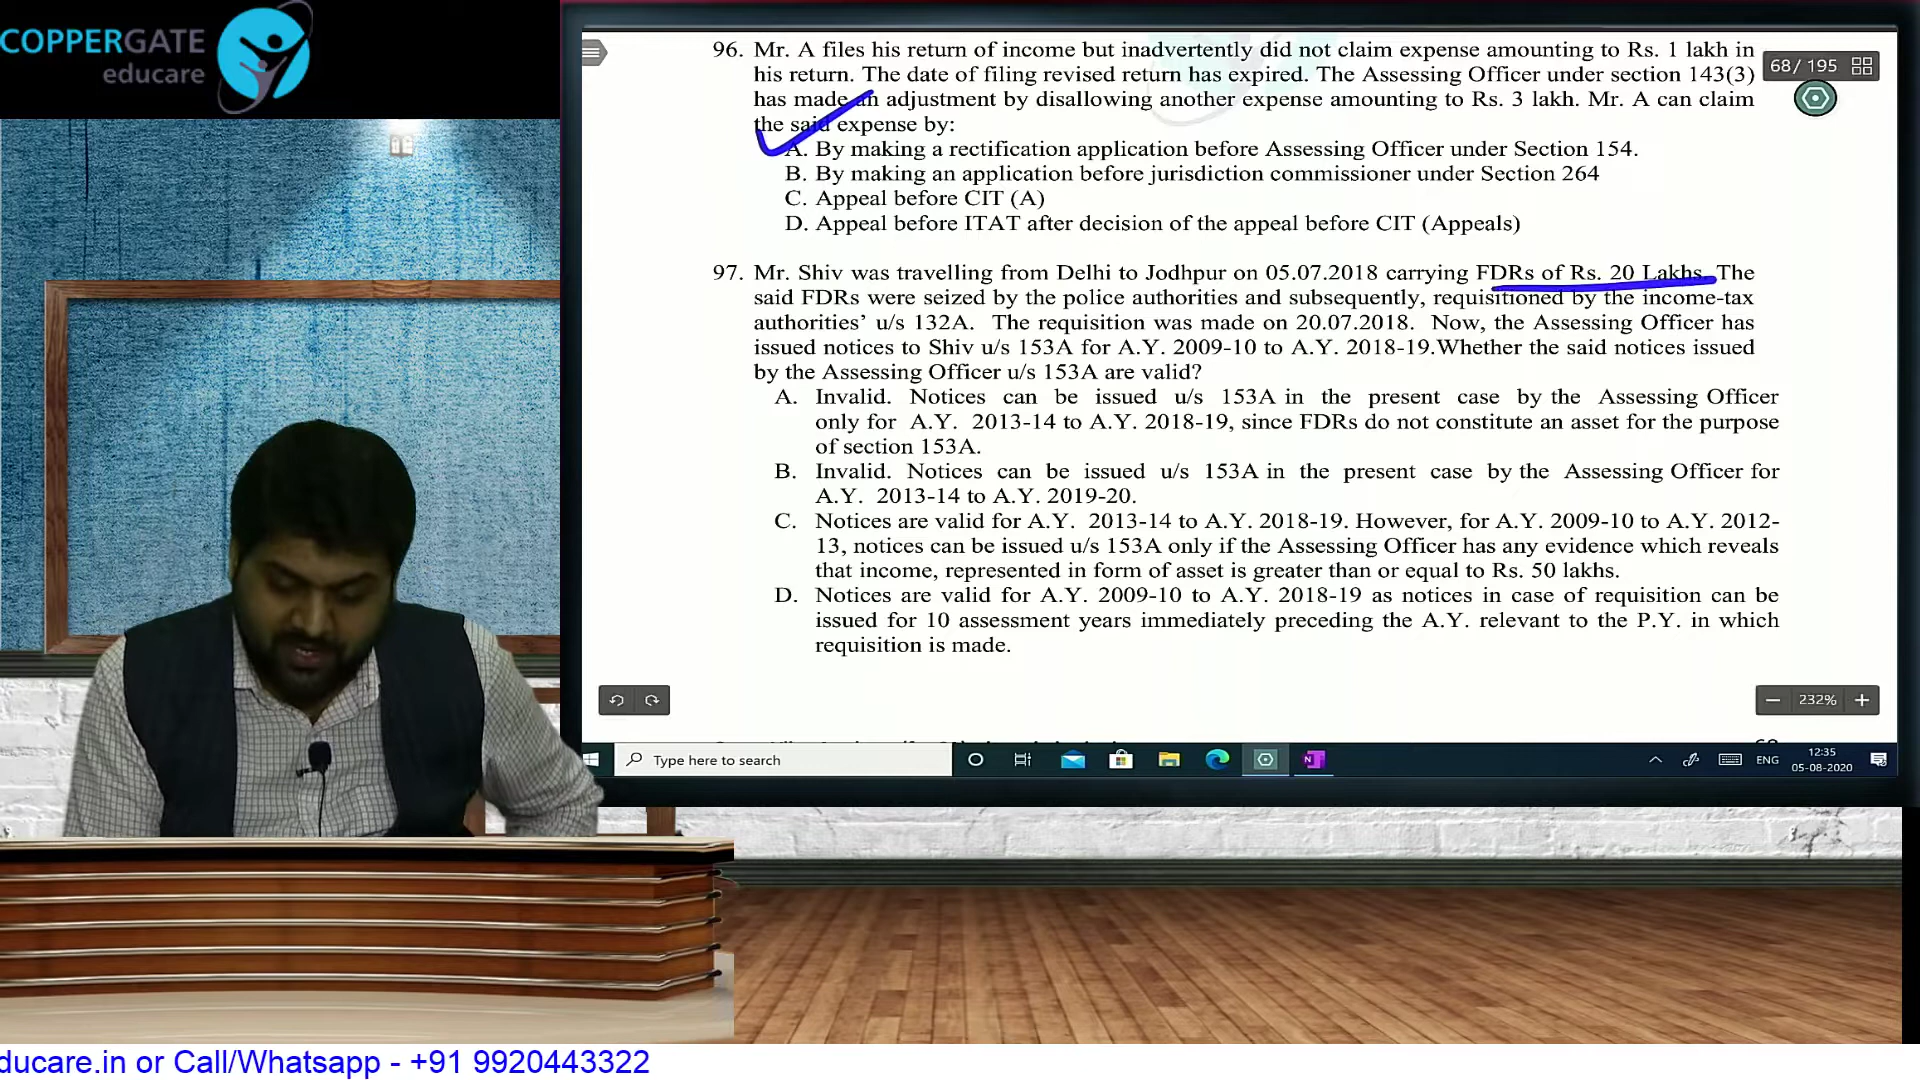 COPPERGATE
educare
96. Mr. A files his return of income but inadvertently did not claim expense amounting to Rs. 1 lakh in
his return. The date of filing revised return has expired. The Assessing Officer under section 143(3)
has made an adjustment by disallowing another expense amounting to Rs. 3 lakh. Mr. A can claim
the said expense by:
A. By making a rectification application before Assessing Officer under Section 154.
B. By making an application before jurisdiction commissioner under Section 264
C. Appeal before CIT (A)
D. Appeal before ITAT after decision of the appeal before CIT (Appeals)
68/ 195
97. Mr. Shiv was travelling from Delhi to Jodhpur on 05.07.2018 carrying FDRs of Rs. 20 Lakhs. The
said FDRs were seized by the police authorities and subsequently, requisitioned by the income-tax
authorities' u/s 132A. The requisition was made on 20.07.2018. Now, the Assessing Officer has
issued notices to Shiv u/s 153A for A.Y. 2009-10 to A.Y. 2018-19.Whether the said notices issued
by the Assessing Officer u/s 153A are valid?
A. Invalid. Notices can be issued u/s 153A in the present case by the Assessing Officer
only for A.Y. 2013-14 to A.Y. 2018-19, since FDRs do not constitute an asset for the purpose
of section 153A.
B. Invalid. Notices can be issued u/s 153A in the present case by the Assessing Officer for
A.Y. 2013-14 to A.Y. 2019-20.
C. Notices are valid for A.Y. 2013-14 to A.Y. 2018-19. However, for A.Y. 2009-10 to A.Y. 2012-
13, notices can be issued u/s 153A only if the Assessing Officer has any evidence which reveals
that income, represented in form of asset is greater than or equal to Rs. 50 lakhs.
D. Notices are valid for A.Y. 2009-10 to A.Y. 2018-19 as notices in case of requisition can be
issued for 10 assessment years immediately preceding the A.Y. relevant to the P.Y. in which
requisition is made.
232%
Type here to search
ENG
12:35
05-08-2020
ducare.in or Call/Whatsapp - +91 9920443322